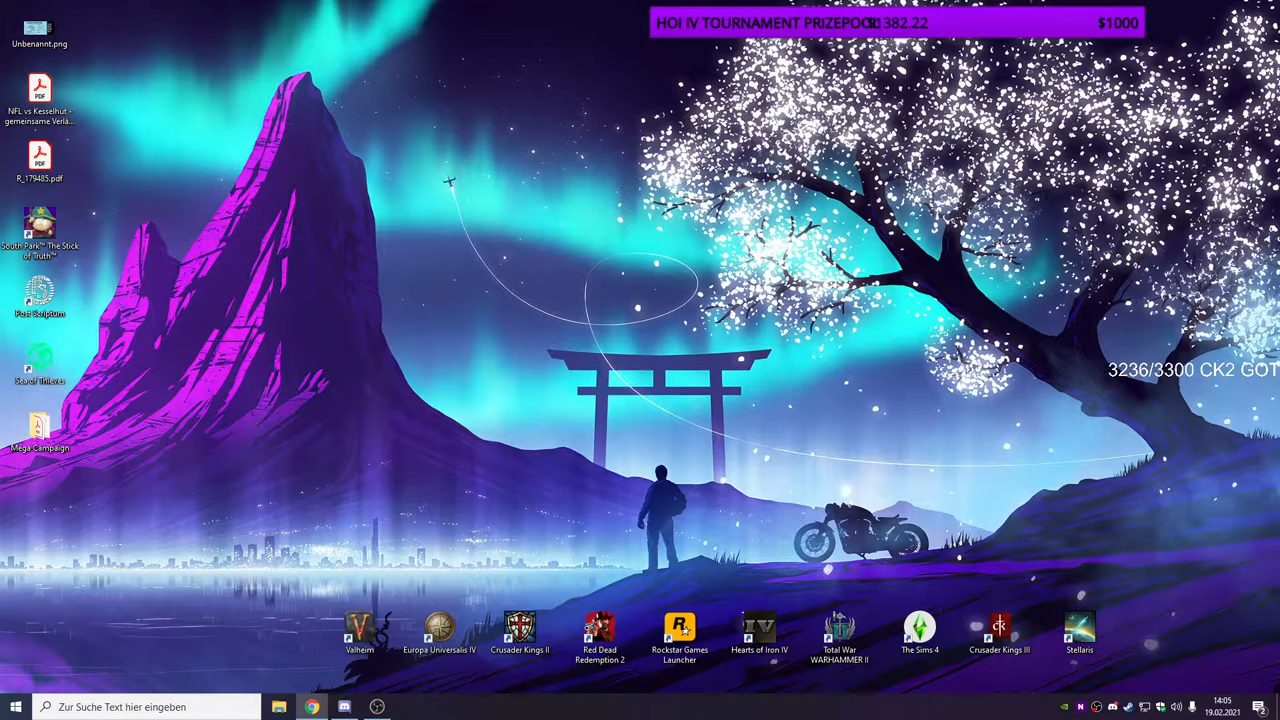 HOI IV TOURNAMENT PRIZEPOOL
$1382.22
$1000
Unbenannt.png
NFL vs Kesselhut -
gemeinsame Verla...
R_179485.pdf
South Park™ The Stick
of Truth™
Post Scriptum
Sea of Thieves
Mega Campaign
3236/3300 CK2 GOT
Valheim
Europa Universalis IV
Crusader Kings II
Red Dead
Redemption 2
Rockstar Games
Launcher
Hearts of Iron IV
Total War
WARHAMMER II
The Sims 4
Crusader Kings III
Stellaris
Zur Suche Text hier eingeben
14:05
19.02.2021